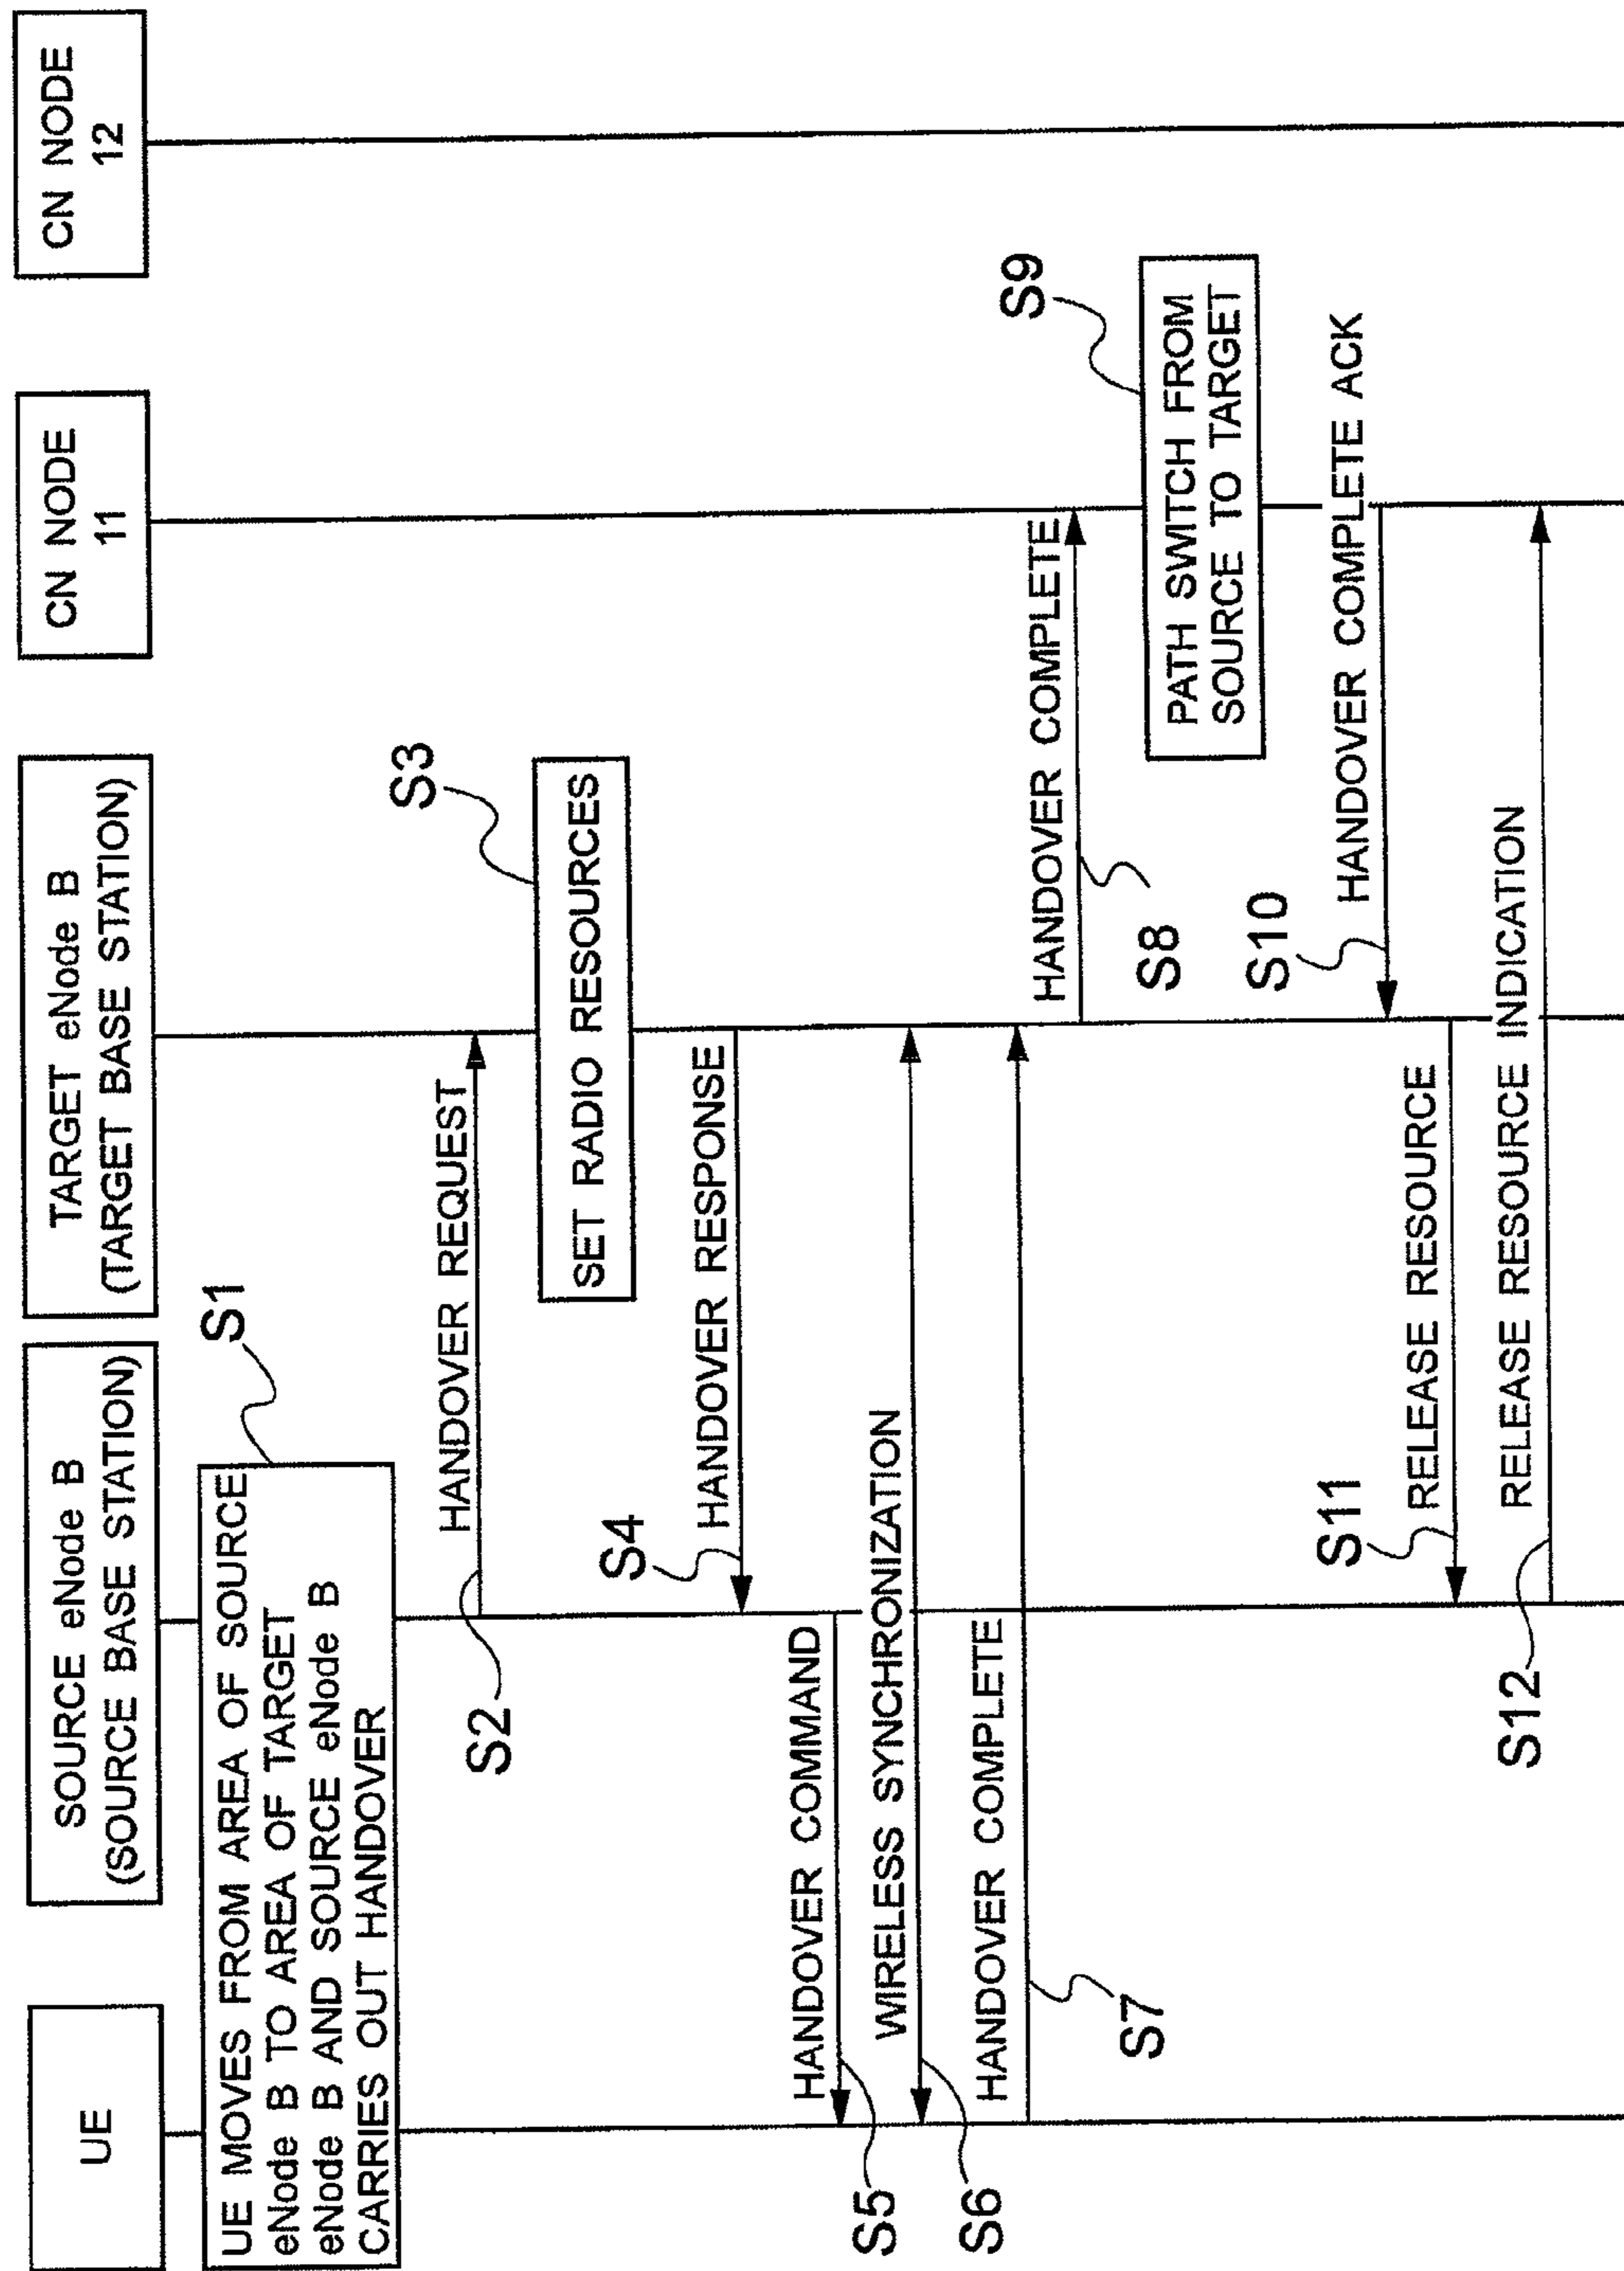 UE
SOURCE eNode B
(SOURCE BASE STATION)
TARGET eNode B
(TARGET BASE STATION)
CN NODE
11
CN NODE
12
UE MOVES FROM AREA OF SOURCE
eNode B TO AREA OF TARGET
eNode B AND SOURCE eNode B
CARRIES OUT HANDOVER
S1
HANDOVER REQUEST
S2
S3
SET RADIO RESOURCES
HANDOVER RESPONSE
S4
HANDOVER COMMAND
S5
WIRELESS SYNCHRONIZATION
S6
HANDOVER COMPLETE
S7
HANDOVER COMPLETE
S8
S9
PATH SWITCH FROM
SOURCE TO TARGET
HANDOVER COMPLETE ACK
S10
RELEASE RESOURCE
S11
RELEASE RESOURCE INDICATION
S12